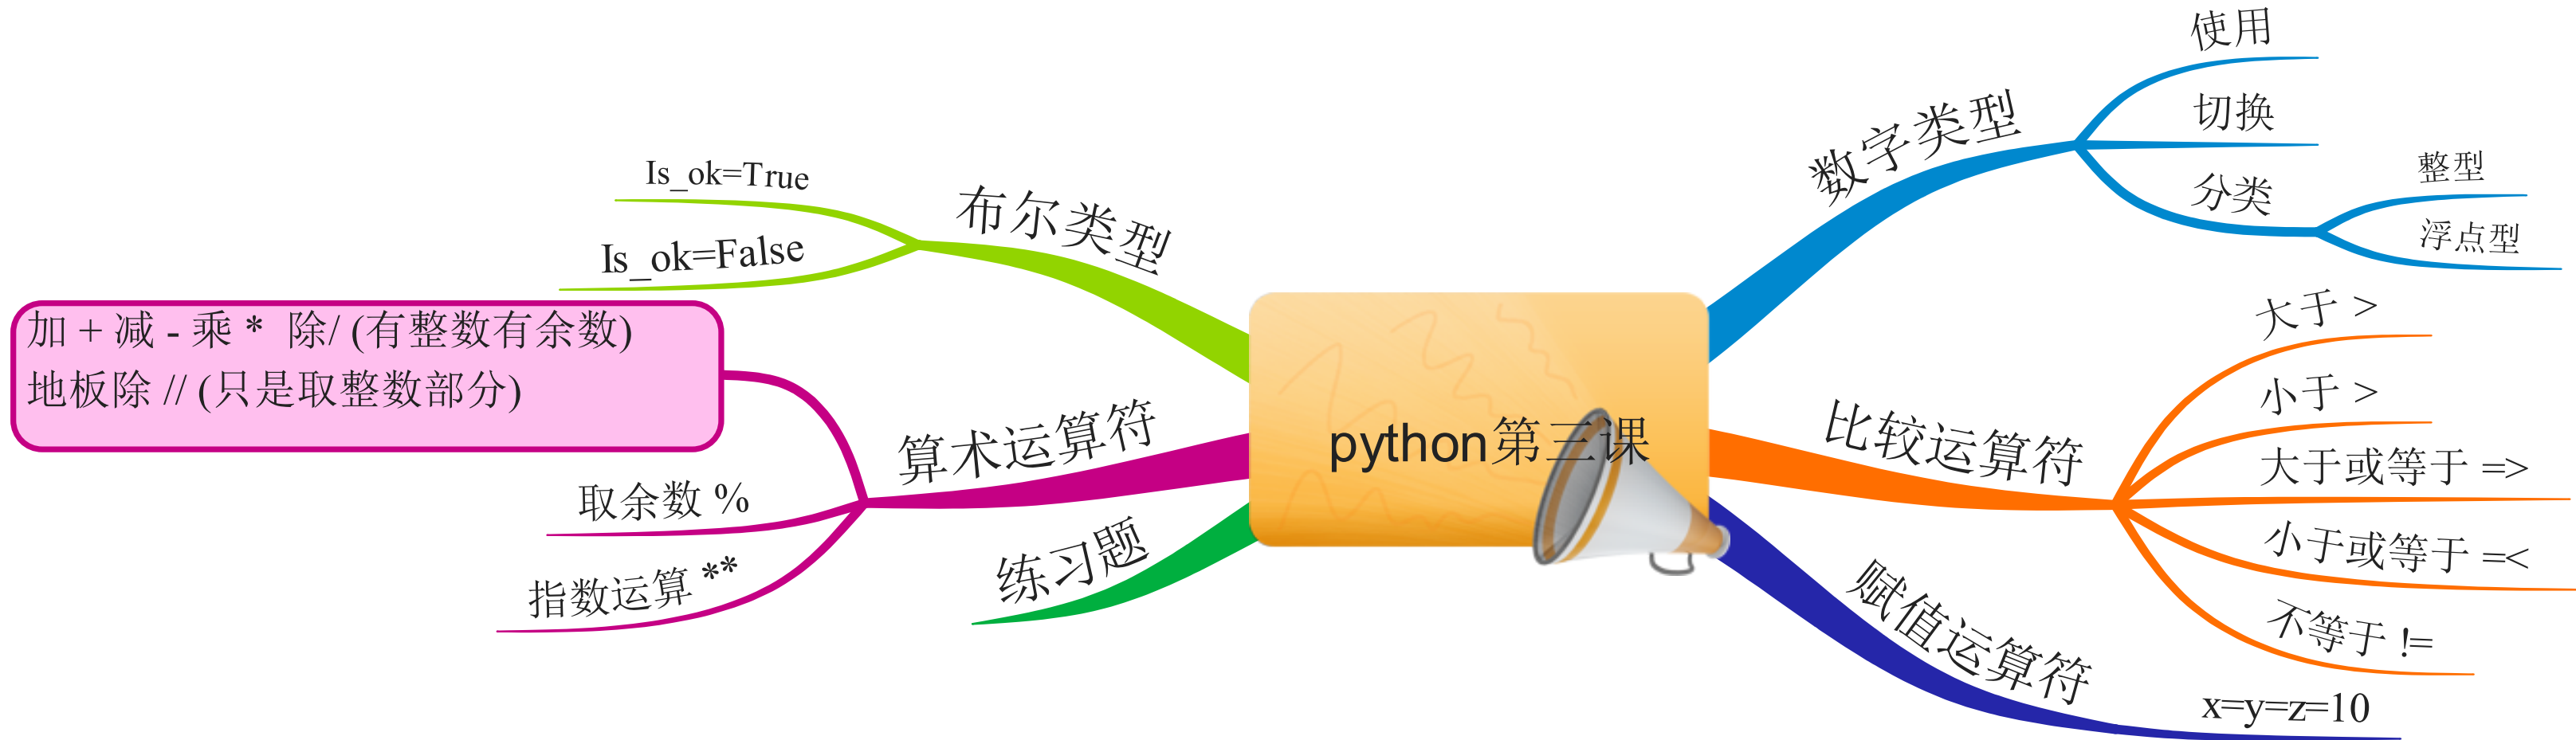 python第三课
数字类型
使用
切换
分类
整型
浮点型
比较运算符
大于 >
小于 >
大于或等于 =>
小于或等于 =<
不等于 !=
赋值运算符
x=y=z=10
布尔类型
Is_ok=True
Is_ok=False
算术运算符
加 + 减 - 乘 * 除/ (有整数有余数)
地板除 // (只是取整数部分)
取余数 %
指数运算 **
练习题